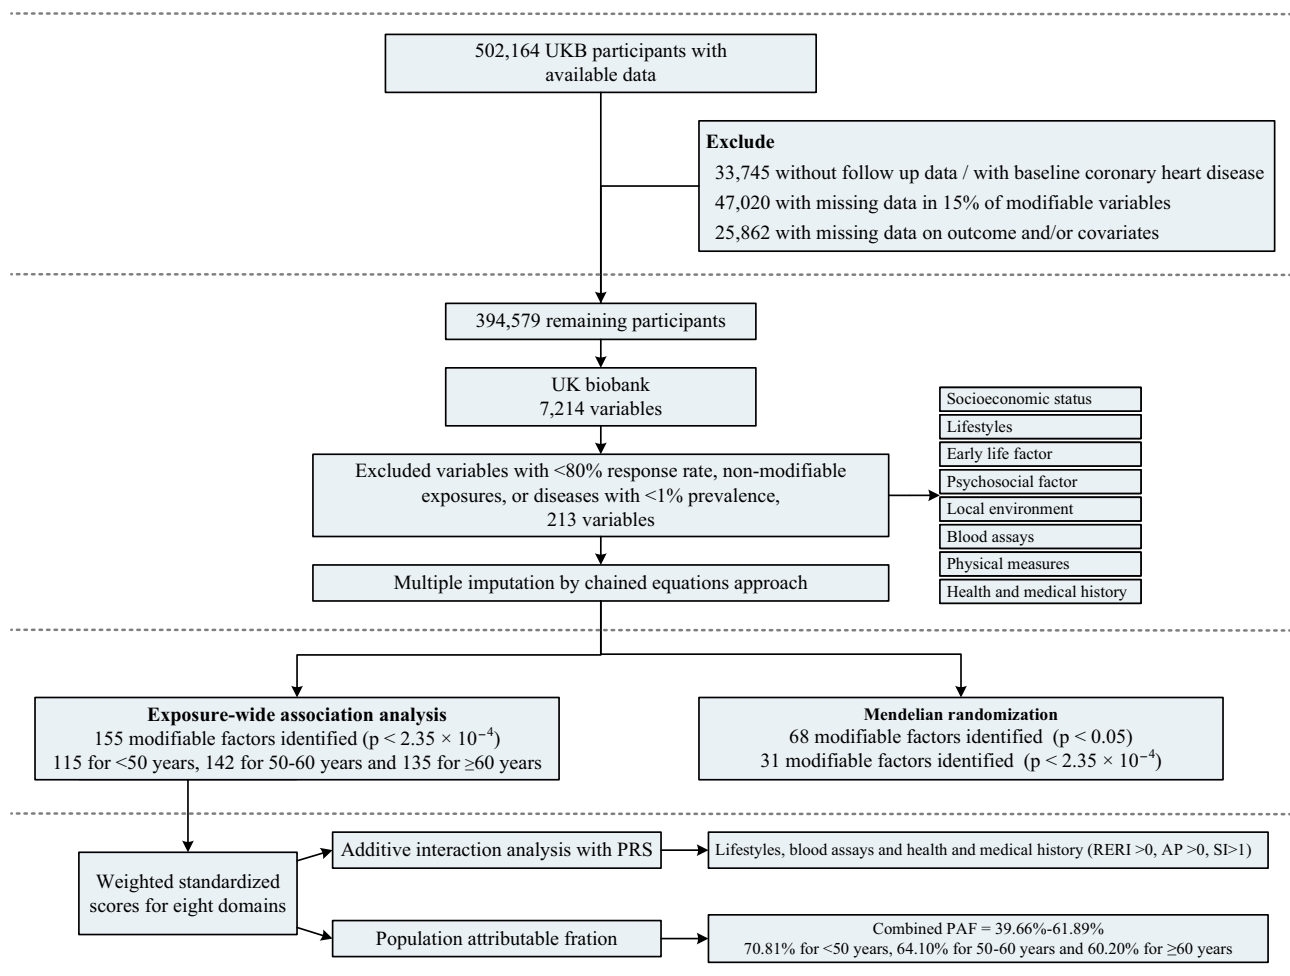 502,164 UKB participants with
available data
Exclude
33,745 without follow up data / with baseline coronary heart disease
47,020 with missing data in 15% of modifiable variables
25,862 with missing data on outcome and/or covariates
394,579 remaining participants
UK biobank
7,214 variables
Excluded variables with <80% response rate, non-modifiable
exposures, or diseases with <1% prevalence,
213 variables
Socioeconomic status
Lifestyles
Early life factor
Psychosocial factor
Local environment
Blood assays
Physical measures
Health and medical history
Multiple imputation by chained equations approach
Exposure-wide association analysis
155 modifiable factors identified (p < 2.35 × 10⁻⁴)
115 for <50 years, 142 for 50-60 years and 135 for ≥60 years
Mendelian randomization
68 modifiable factors identified (p < 0.05)
31 modifiable factors identified (p < 2.35 × 10⁻⁴)
Weighted standardized
scores for eight domains
Additive interaction analysis with PRS
Lifestyles, blood assays and health and medical history (RERI >0, AP >0, SI>1)
Population attributable fration
Combined PAF = 39.66%-61.89%
70.81% for <50 years, 64.10% for 50-60 years and 60.20% for ≥60 years